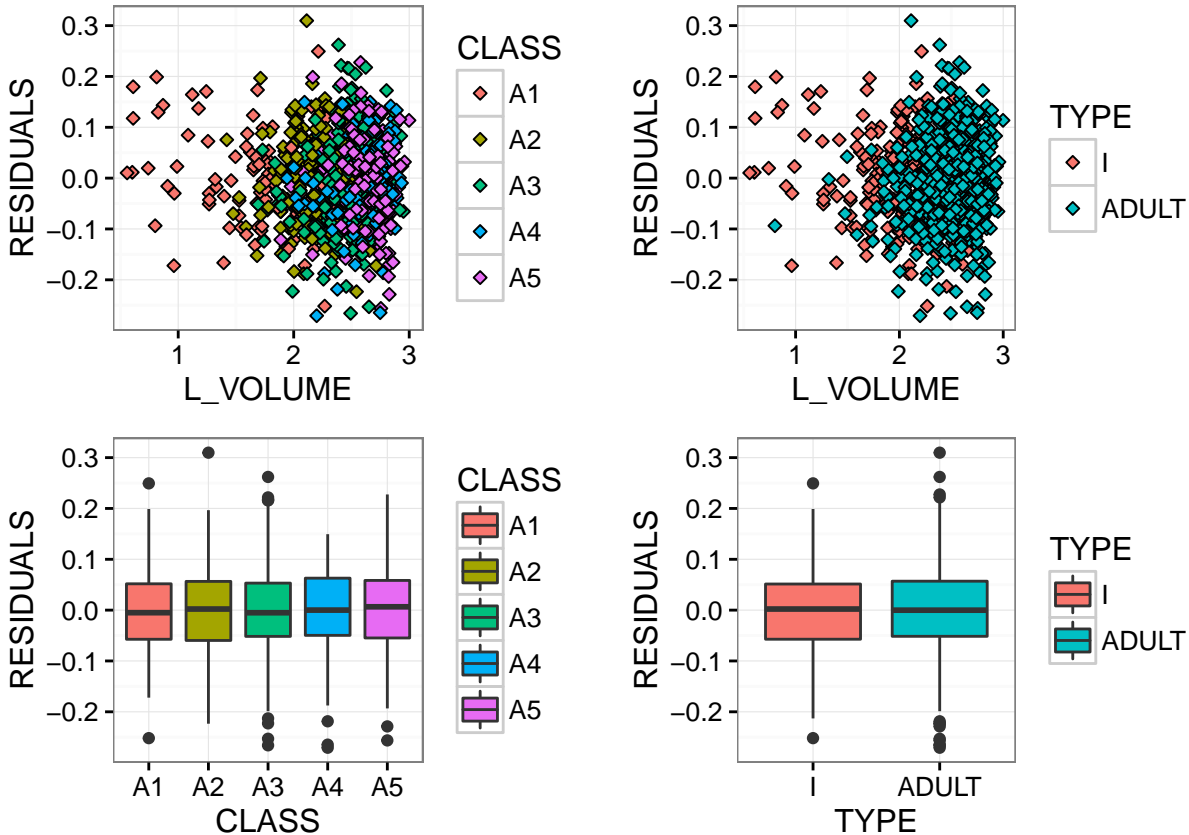 RESIDUALS
0.3
0.2
0.1
0.0
−0.1
−0.2
1
2
3
L_VOLUME
CLASS
A1
A2
A3
A4
A5
RESIDUALS
0.3
0.2
0.1
0.0
−0.1
−0.2
1
2
3
L_VOLUME
TYPE
I
ADULT
RESIDUALS
0.3
0.2
0.1
0.0
−0.1
−0.2
A1
A2
A3
A4
A5
CLASS
CLASS
A1
A2
A3
A4
A5
RESIDUALS
0.3
0.2
0.1
0.0
−0.1
−0.2
I
ADULT
TYPE
TYPE
I
ADULT